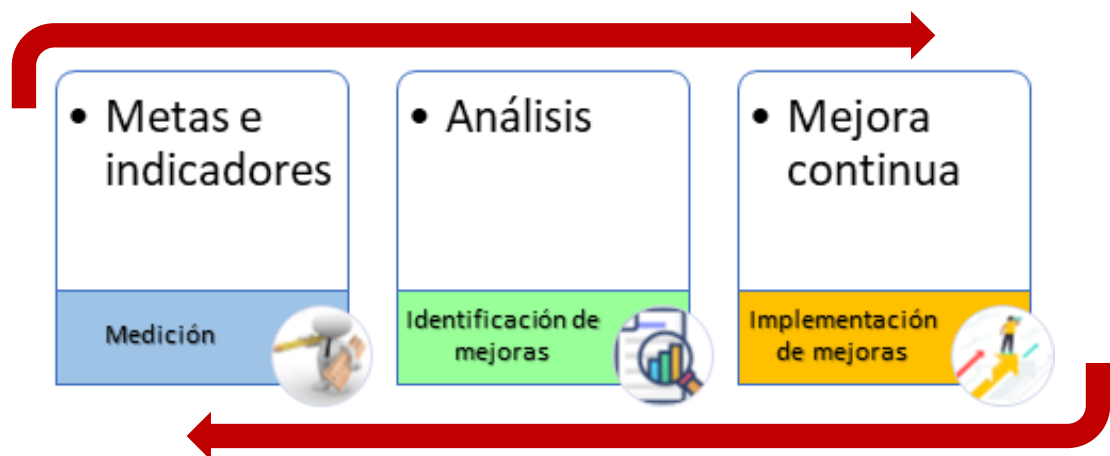 • Metas e
indicadores
Medición
• Análisis
Identificación de
mejoras
• Mejora
continua
Implementación
de mejoras